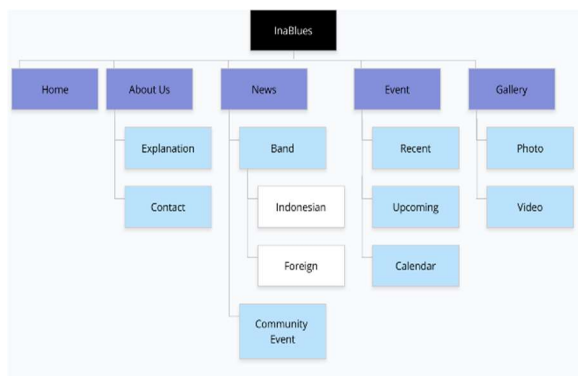 InaBlues
Home
About Us
News
Event
Gallery
Explanation
Band
Recent
Photo
Contact
Indonesian
Upcoming
Video
Foreign
Calendar
Community
Event